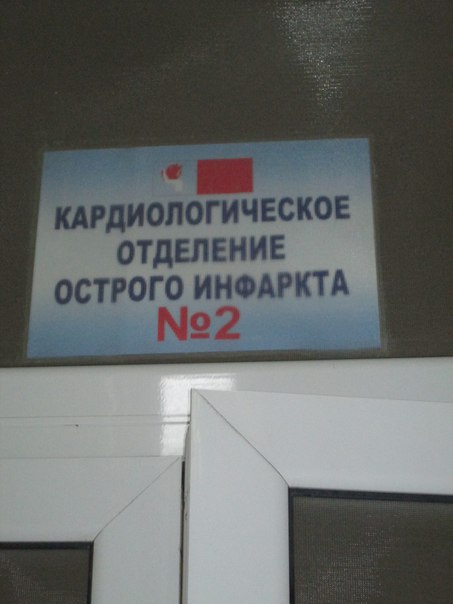 КАРДИОЛОГИЧЕСКОЕ
ОТДЕЛЕНИЕ
ОСТРОГО ИНФАРКТА
№2